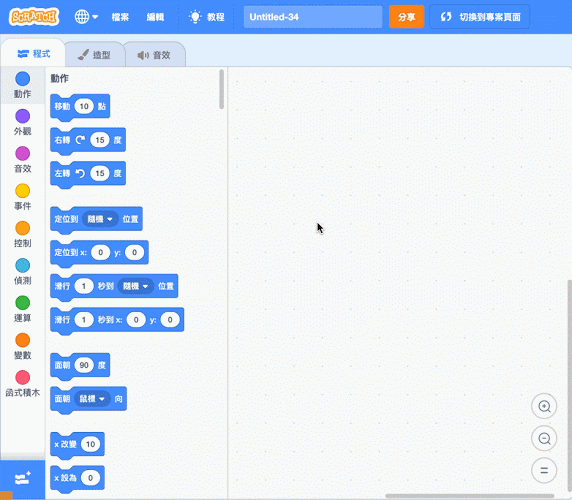 SCRATCH 檔案 編輯 教程 Untitled-34 分享 切換到專案頁面
程式 造型 音效
動作
外觀
音效
事件
控制
偵測
運算
變數
函式積木
動作
移動 10 點
右轉 15 度
左轉 15 度
定位到 隨機 位置
定位到 x: 0 y: 0
滑行 1 秒到 隨機 位置
滑行 1 秒到 x: 0 y: 0
面朝 90 度
面朝 鼠標 向
x 改變 10
x 設為 0